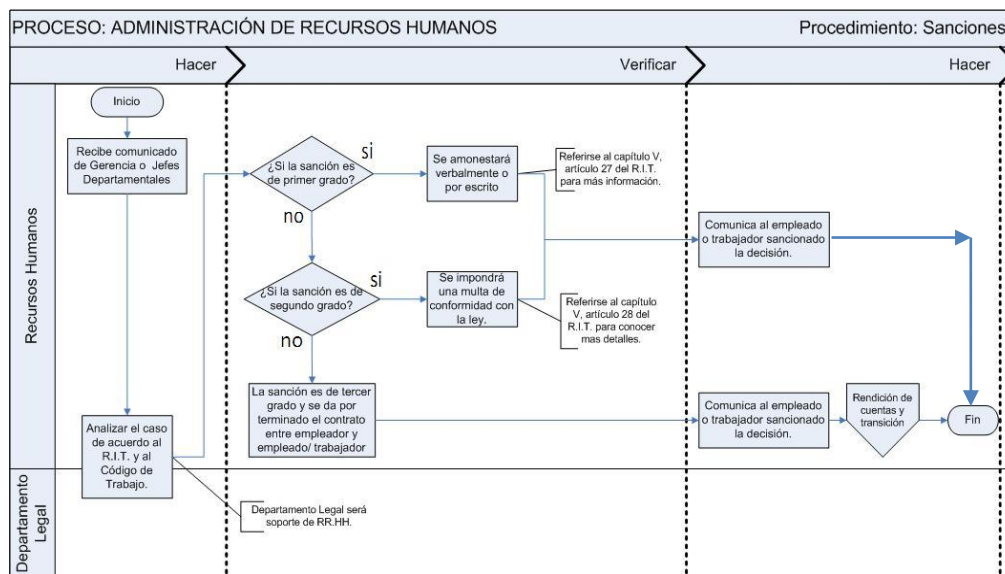 PROCESO: ADMINISTRACIÓN DE RECURSOS HUMANOS
Procedimiento: Sanciones
Hacer
Verificar
Hacer
Recursos Humanos
Inicio
Recibe comunicado
de Gerencia o Jefes
Departamentales
Analizar el caso
de acuerdo al
R.I.T. y al
Código de
Trabajo.
Departamento Legal será
soporte de RR.HH.
¿Si la sanción es
de primer grado?
si
no
Se amonestará
verbalmente o
por escrito
Referirse al capítulo V,
artículo 27 del R.I.T.
para más información.
¿Si la sanción es de
segundo grado?
si
no
Se impondrá
una multa de
conformidad con
la ley.
Referirse al capítulo
V, artículo 28 del
R.I.T. para conocer
mas detalles.
La sanción es de tercer
grado y se da por
terminado el contrato
entre empleador y
empleado/ trabajador
Comunica al empleado
o trabajador sancionado
la decisión.
Comunica al empleado
o trabajador sancionado
la decisión.
Rendición de
cuentas y
transición
Fin
Departamento
Legal